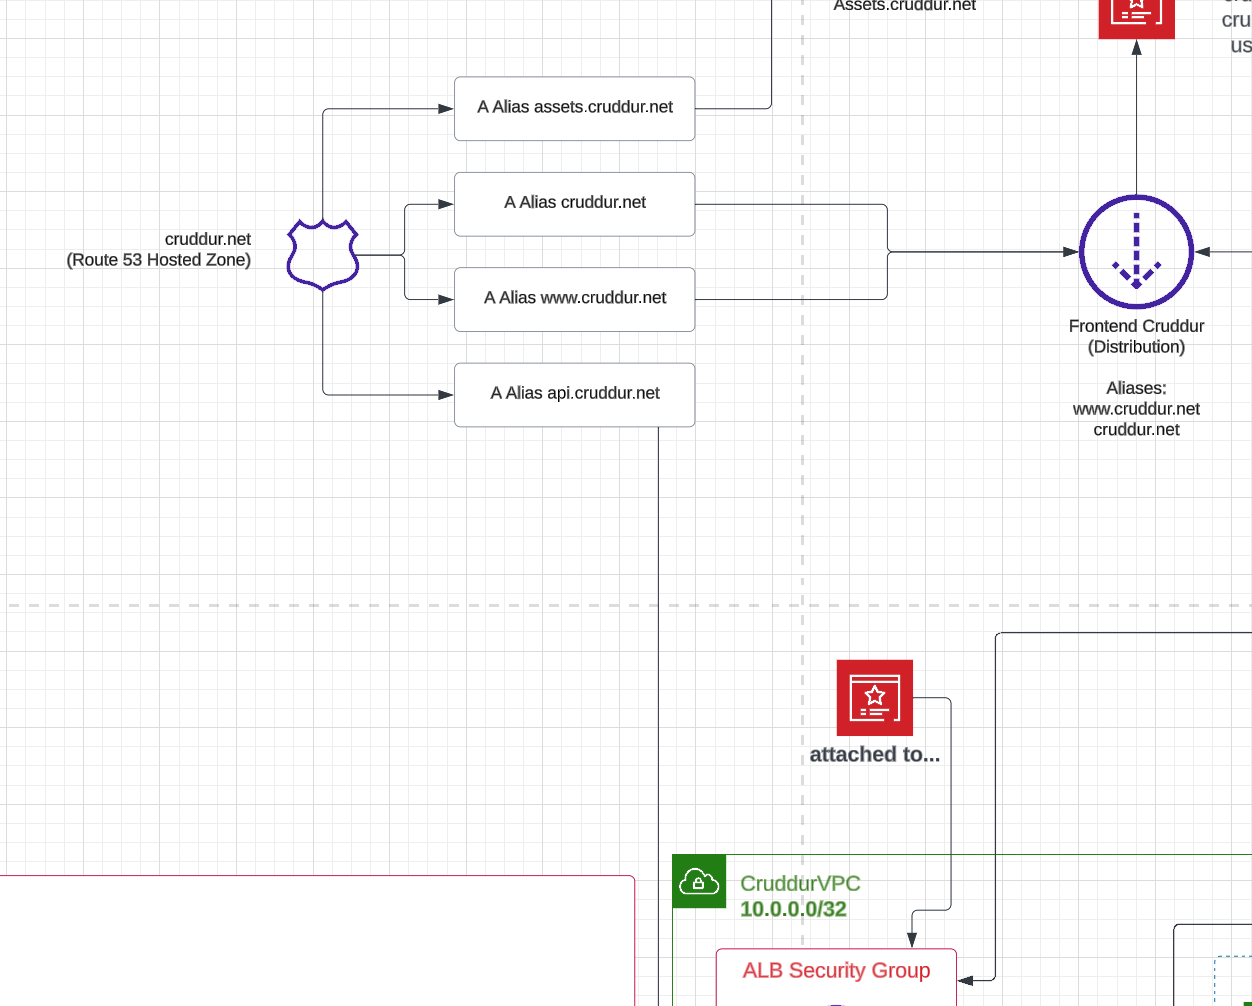 Assets.cruddur.net
us
A Alias assets.cruddur.net
A Alias cruddur.net
cruddur.net
(Route 53 Hosted Zone)
A Alias www.cruddur.net
Frontend Cruddur
(Distribution)
A Alias api.cruddur.net
Aliases:
www.cruddur.net
cruddur.net
attached to...
CruddurVPC
10.0.0.0/32
ALB Security Group